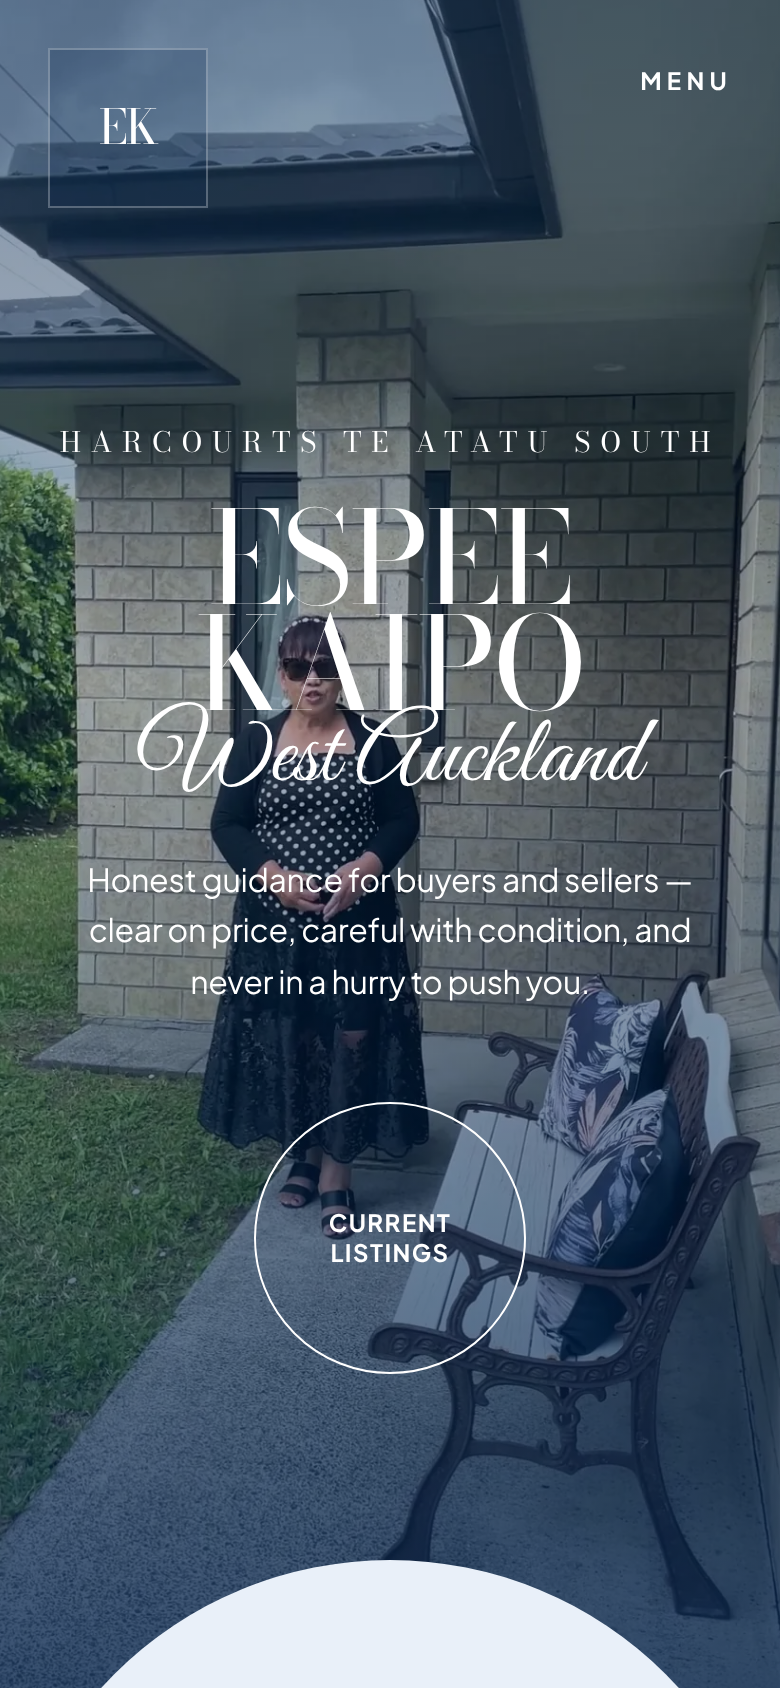 EK
MENU
HARCOURTS TE ATATU SOUTH
ESPEE
KAIPO
West Auckland
Honest guidance for buyers and sellers —
clear on price, careful with condition, and
never in a hurry to push you.
CURRENT
LISTINGS